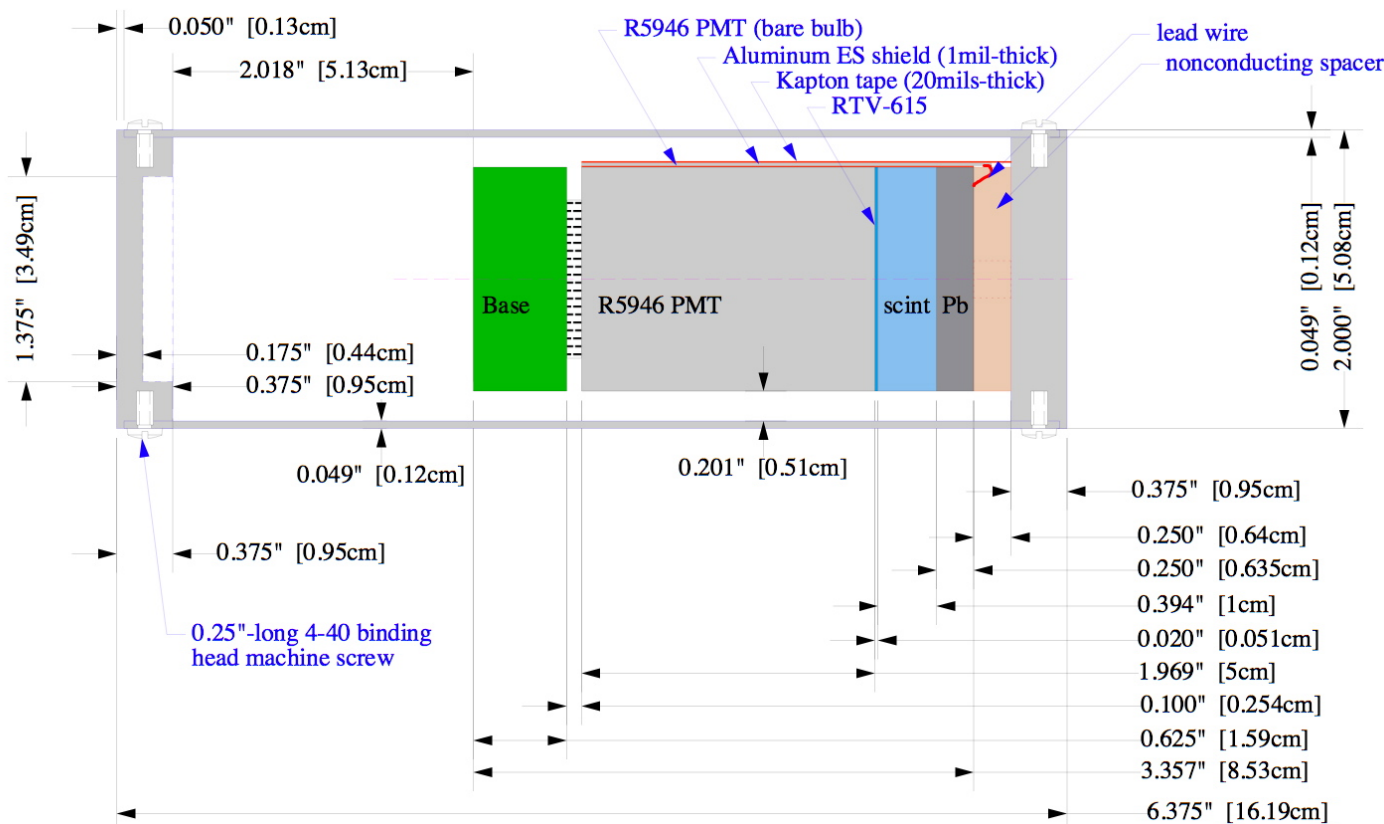 0.050" [0.13cm]
2.018" [5.13cm]
R5946 PMT (bare bulb)
Aluminum ES shield (1mil-thick)
Kapton tape (20mils-thick)
RTV-615
lead wire
nonconducting spacer
1.375" [3.49cm]
0.175" [0.44cm]
0.375" [0.95cm]
Base
R5946 PMT
scint
Pb
0.049" [0.12cm]
2.000" [5.08cm]
0.049" [0.12cm]
0.201" [0.51cm]
0.375" [0.95cm]
0.375" [0.95cm]
0.250" [0.64cm]
0.250" [0.635cm]
0.394" [1cm]
0.020" [0.051cm]
1.969" [5cm]
0.100" [0.254cm]
0.625" [1.59cm]
3.357" [8.53cm]
6.375" [16.19cm]
0.25"-long 4-40 binding
head machine screw